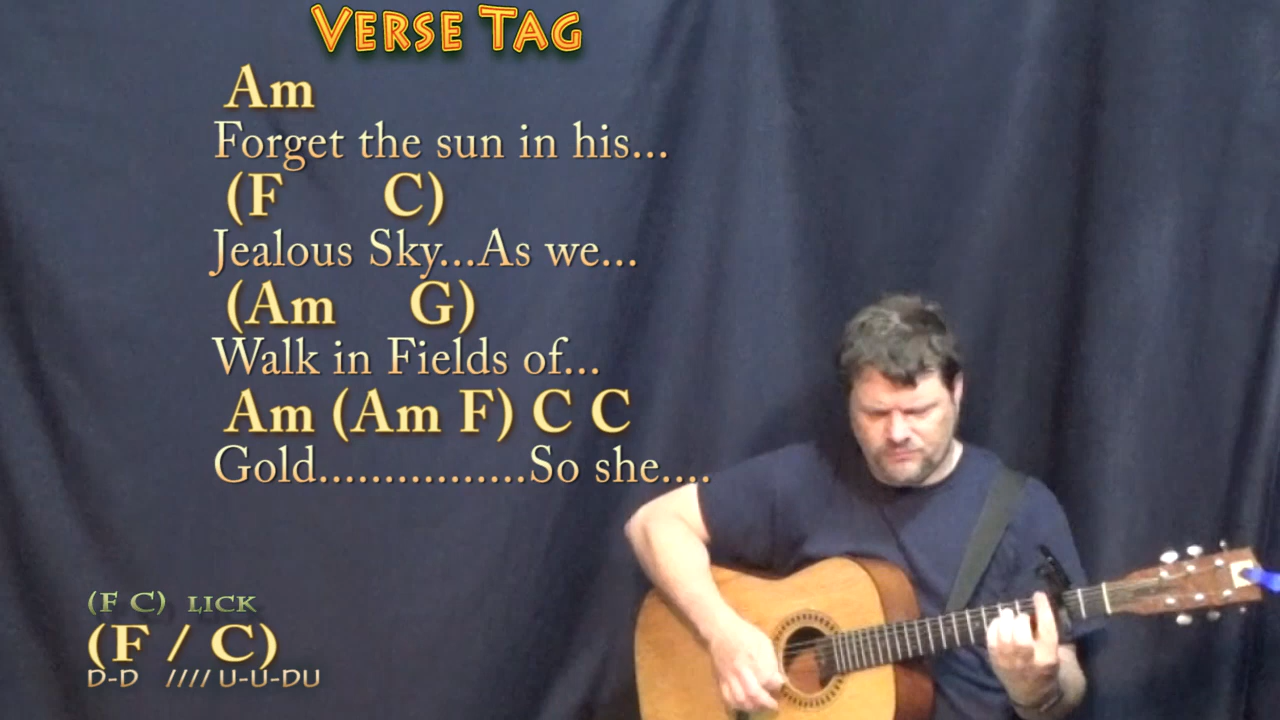 VERSE TAG
Am
Forget the sun in his...
(F C)
Jealous Sky...As we...
(Am G)
Walk in Fields of...
Am (Am F) C C
Gold................So she....
(F C) LICK
(F / C)
D-D //// U-U-DU